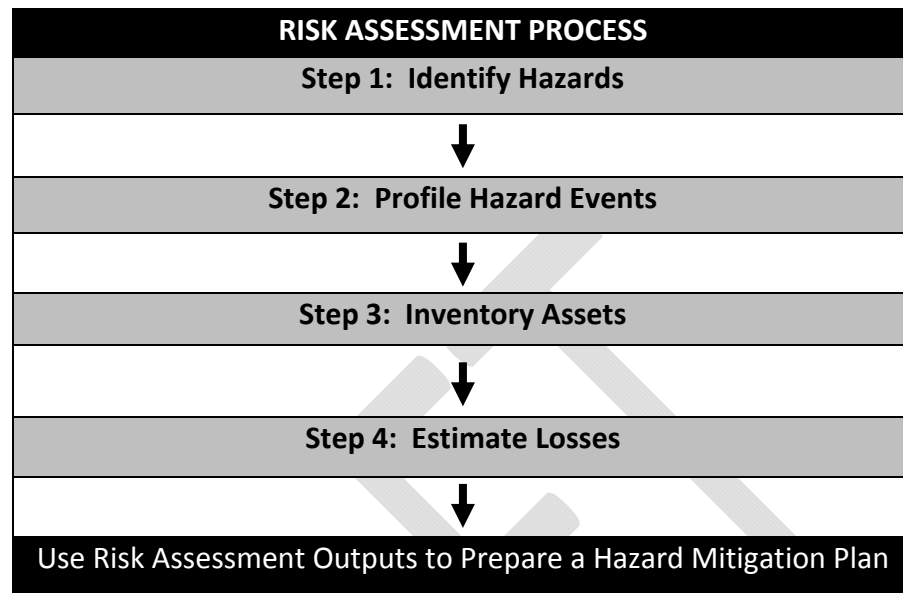 RISK ASSESSMENT PROCESS
Step 1: Identify Hazards
Step 2: Profile Hazard Events
Step 3: Inventory Assets
Step 4: Estimate Losses
Use Risk Assessment Outputs to Prepare a Hazard Mitigation Plan